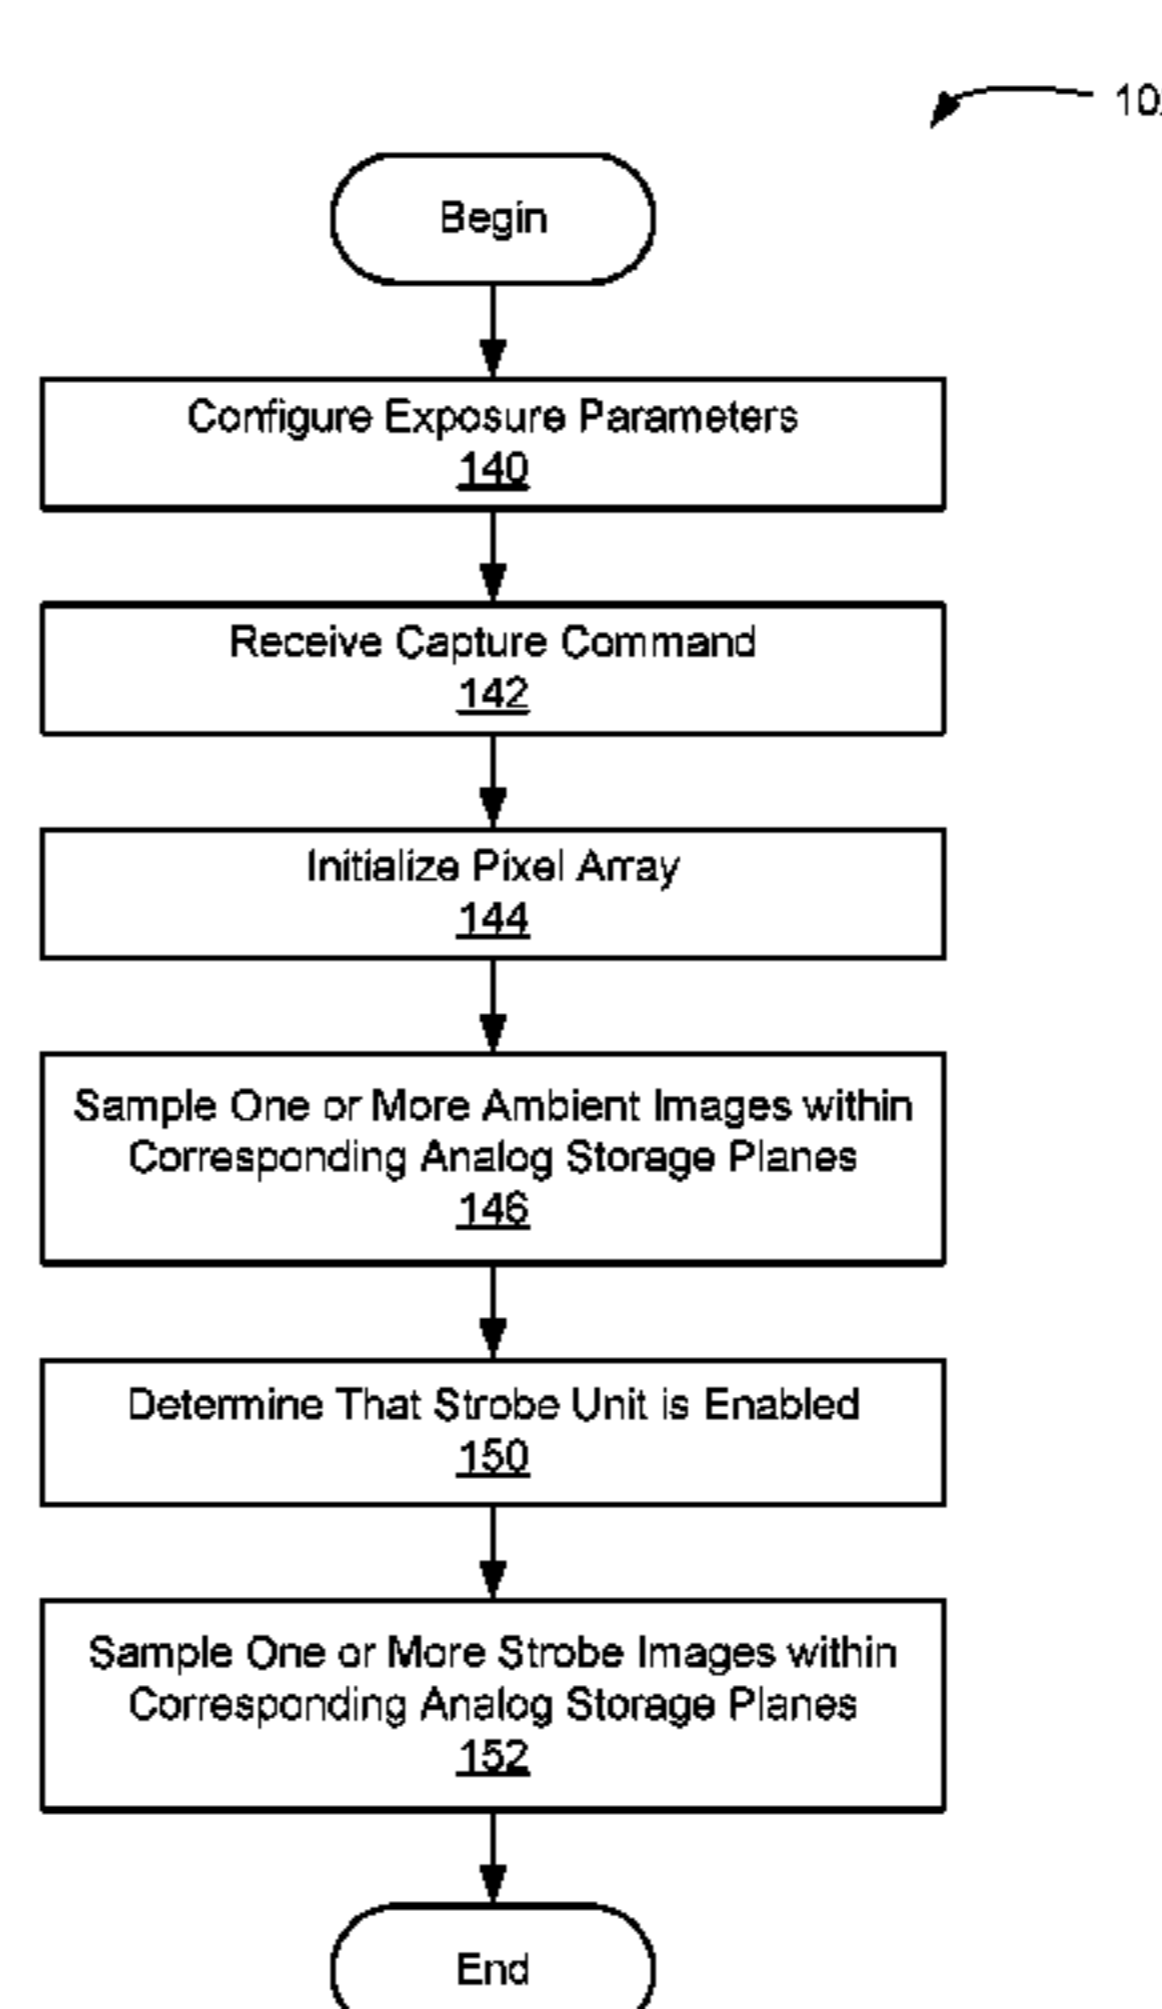 Begin
Configure Exposure Parameters
140
Receive Capture Command
142
Initialize Pixel Array
144
Sample One or More Ambient Images within
Corresponding Analog Storage Planes
146
Determine That Strobe Unit is Enabled
150
Sample One or More Strobe Images within
Corresponding Analog Storage Planes
152
End